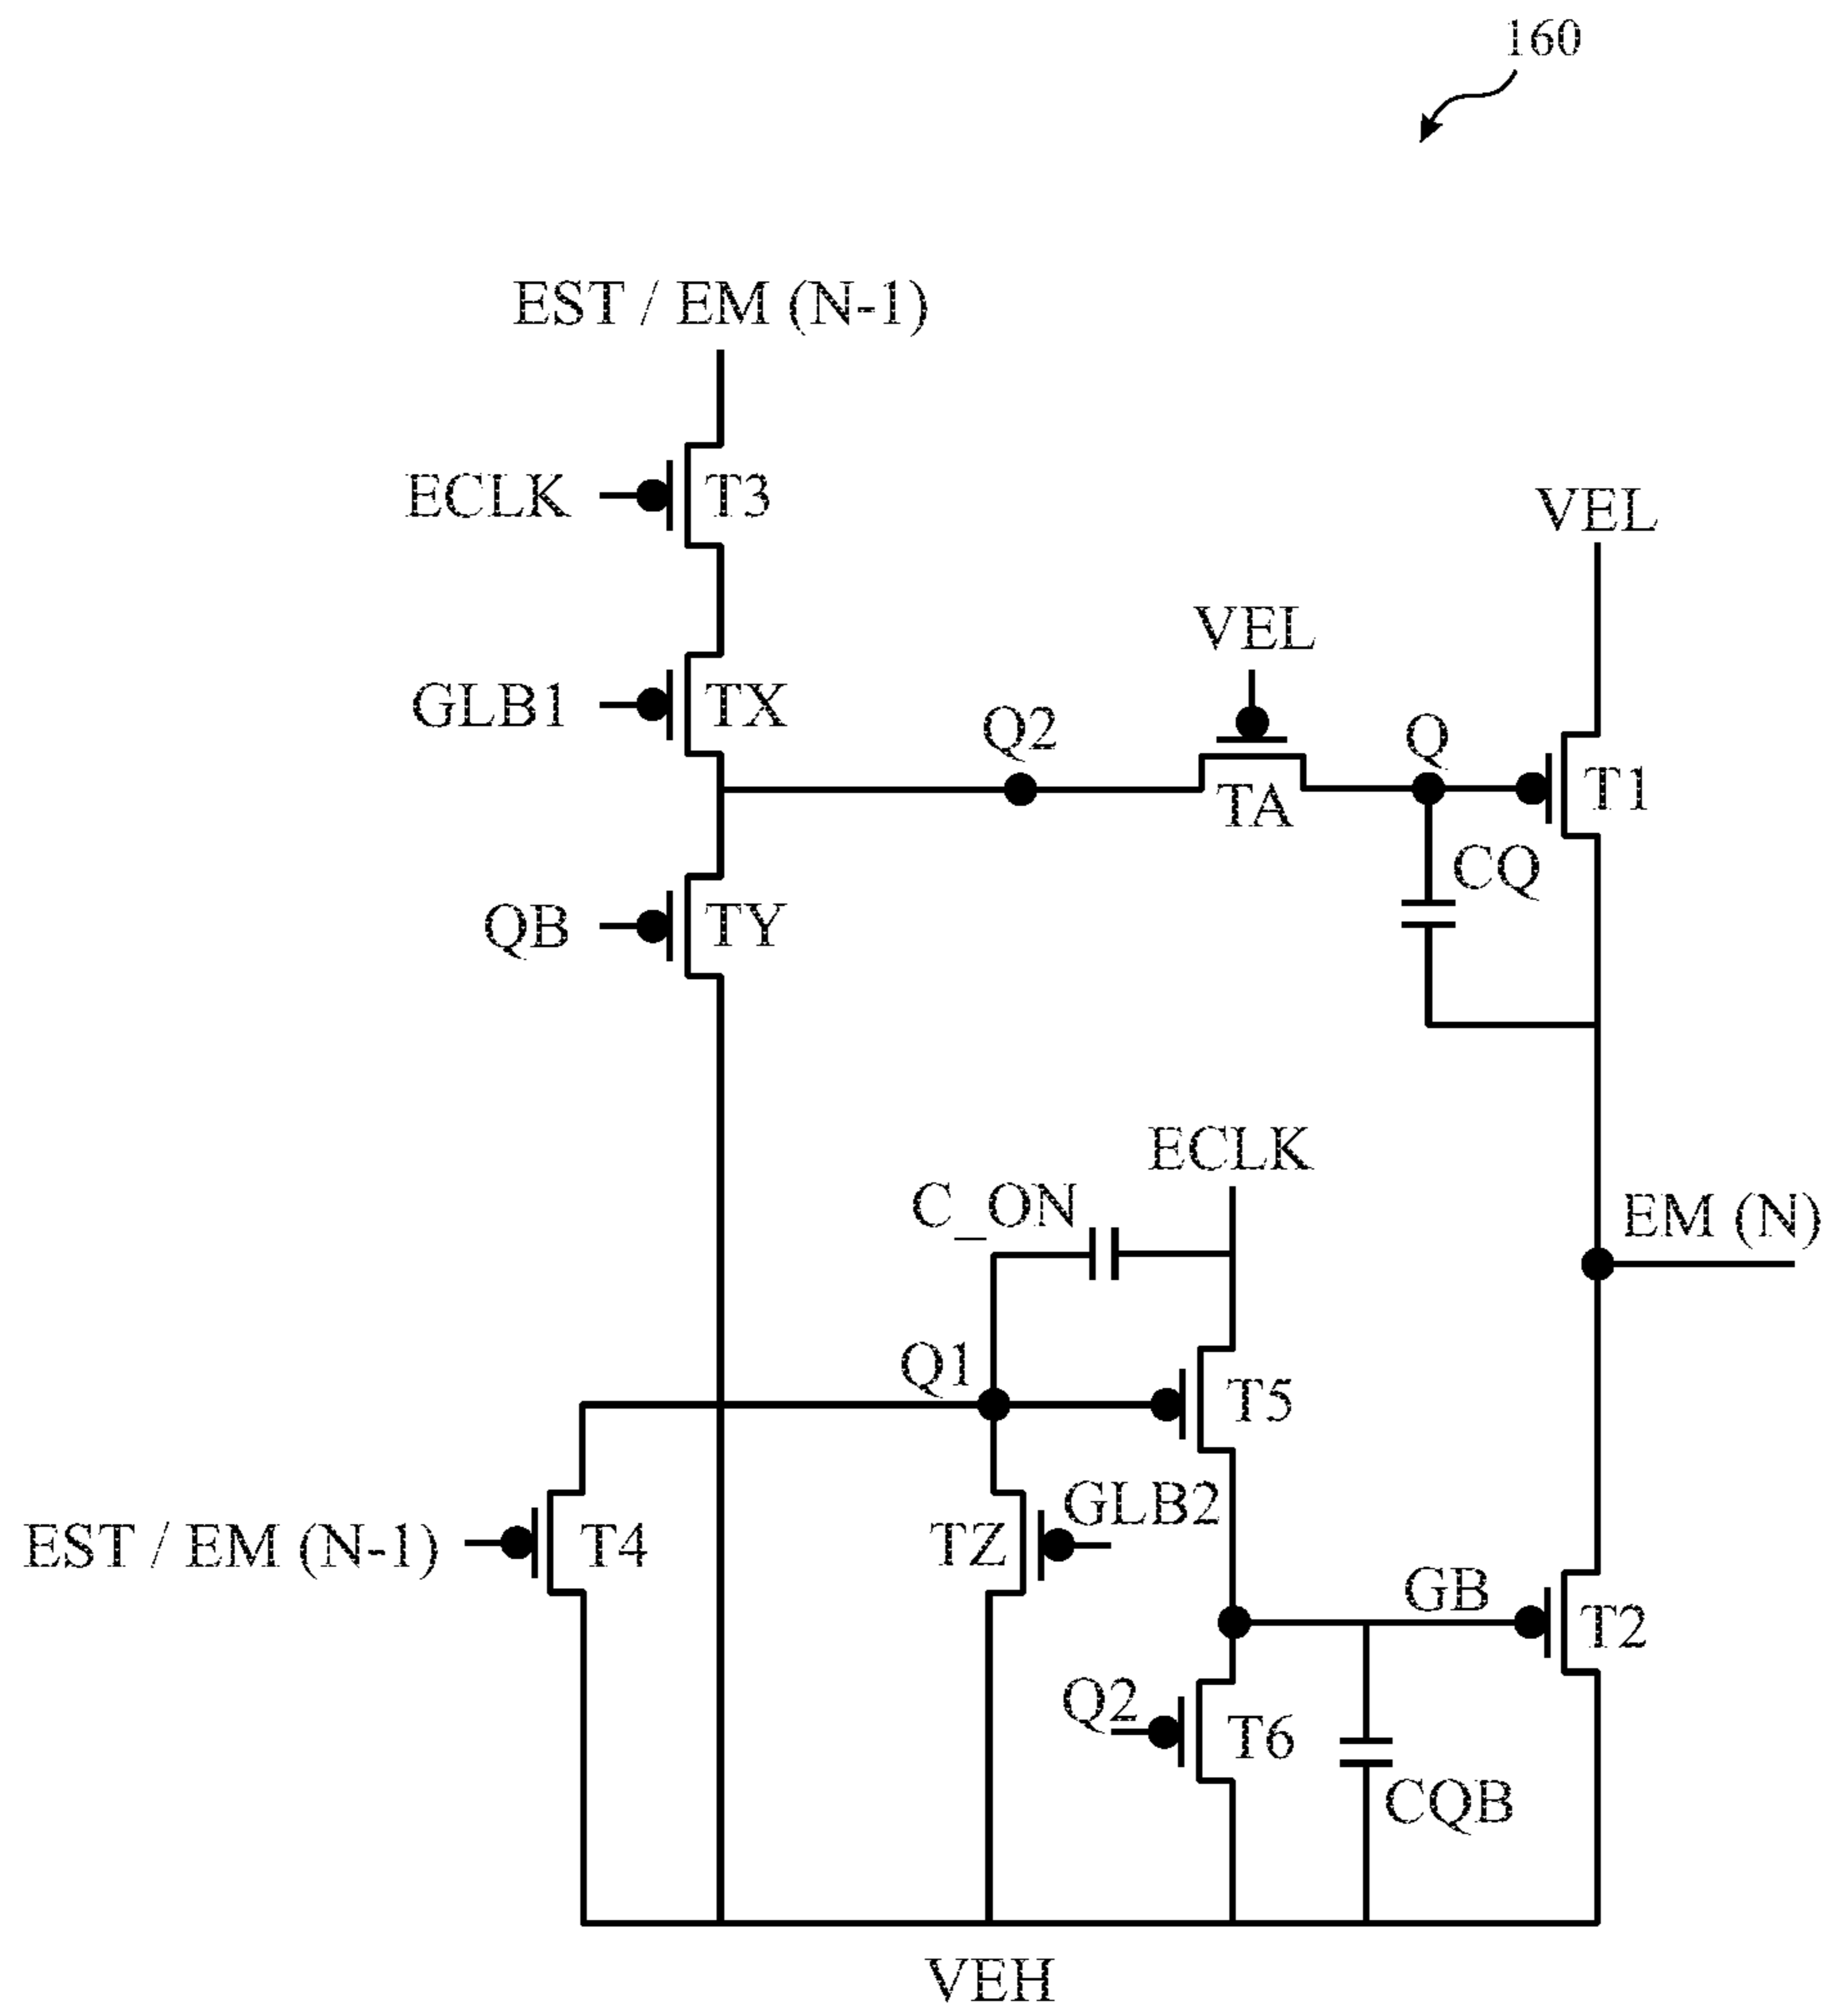 160
EST / EM (N-1)
ECLK
T3
VEL
VEL
GLB1
TX
Q2
Q
TA
T1
CQ
QB
TY
ECLK
C_ON
EM (N)
Q1
T5
GLB2
EST / EM (N-1)
T4
TZ
GB
T2
Q2
T6
CQB
VEH